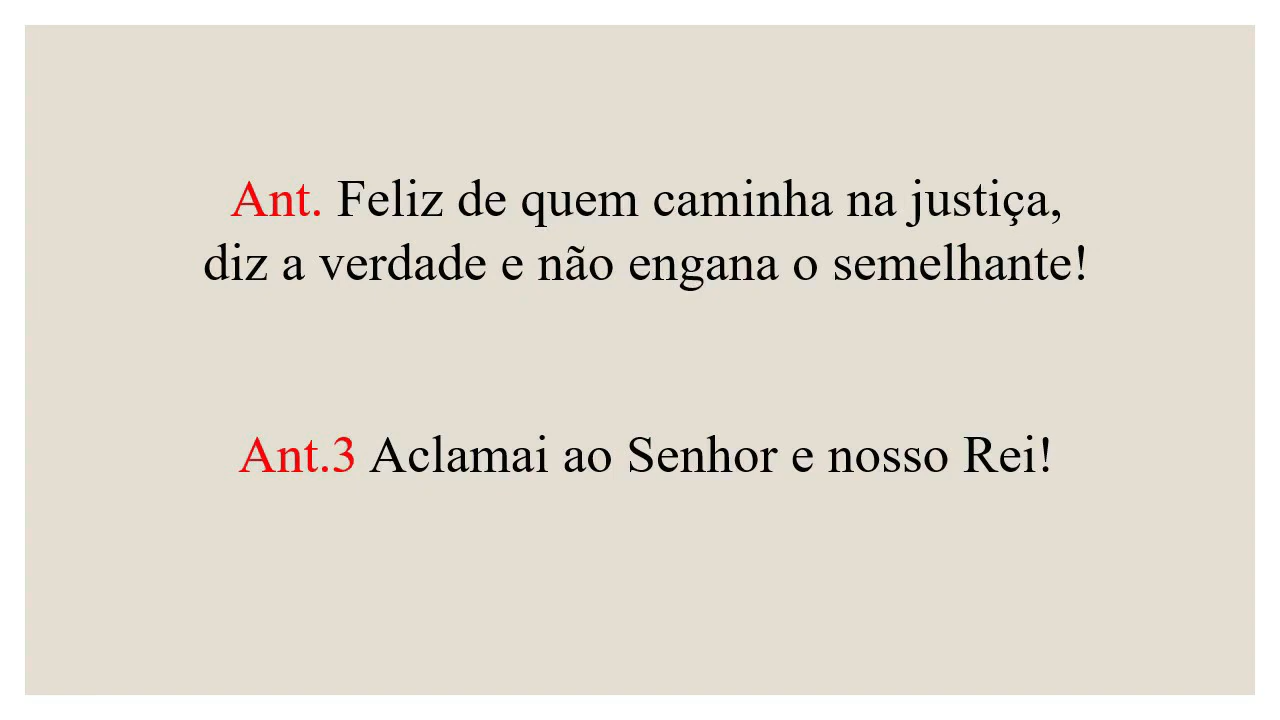 Ant. Feliz de quem caminha na justiça,
diz a verdade e não engana o semelhante!
Ant.3 Aclamai ao Senhor e nosso Rei!